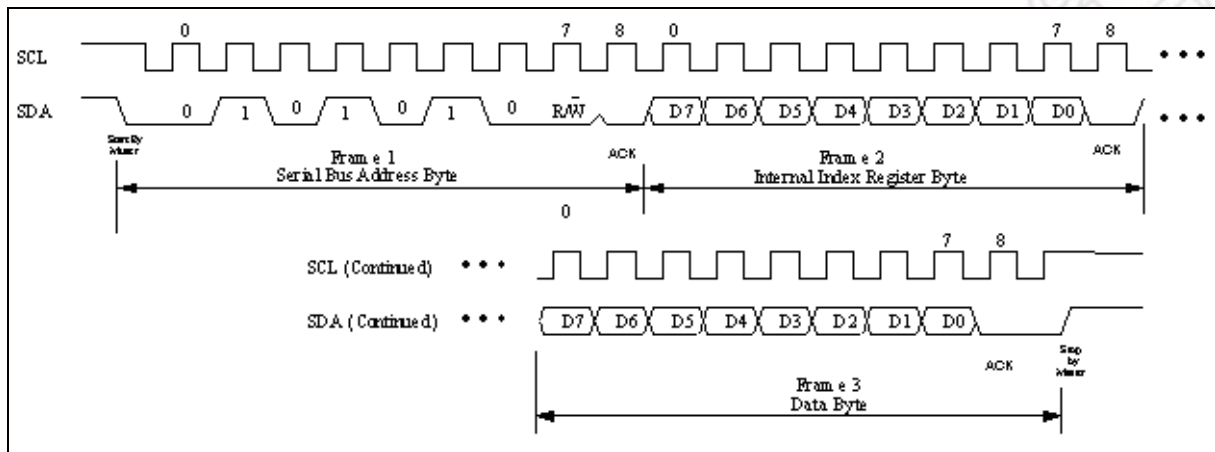 0 7 8 0 7 8
SCL
SDA 0 1 0 1 0 1 0 R/W D7 D6 D5 D4 D3 D2 D1 D0
Start By
Master
ACK ACK
Frame 1 Frame 2
Serial Bus Address Byte Internal Index Register Byte
0
7 8
SCL (Continued)
SDA (Continued) D7 D6 D5 D4 D3 D2 D1 D0
ACK
Stop
by
Master
Frame 3
Data Byte